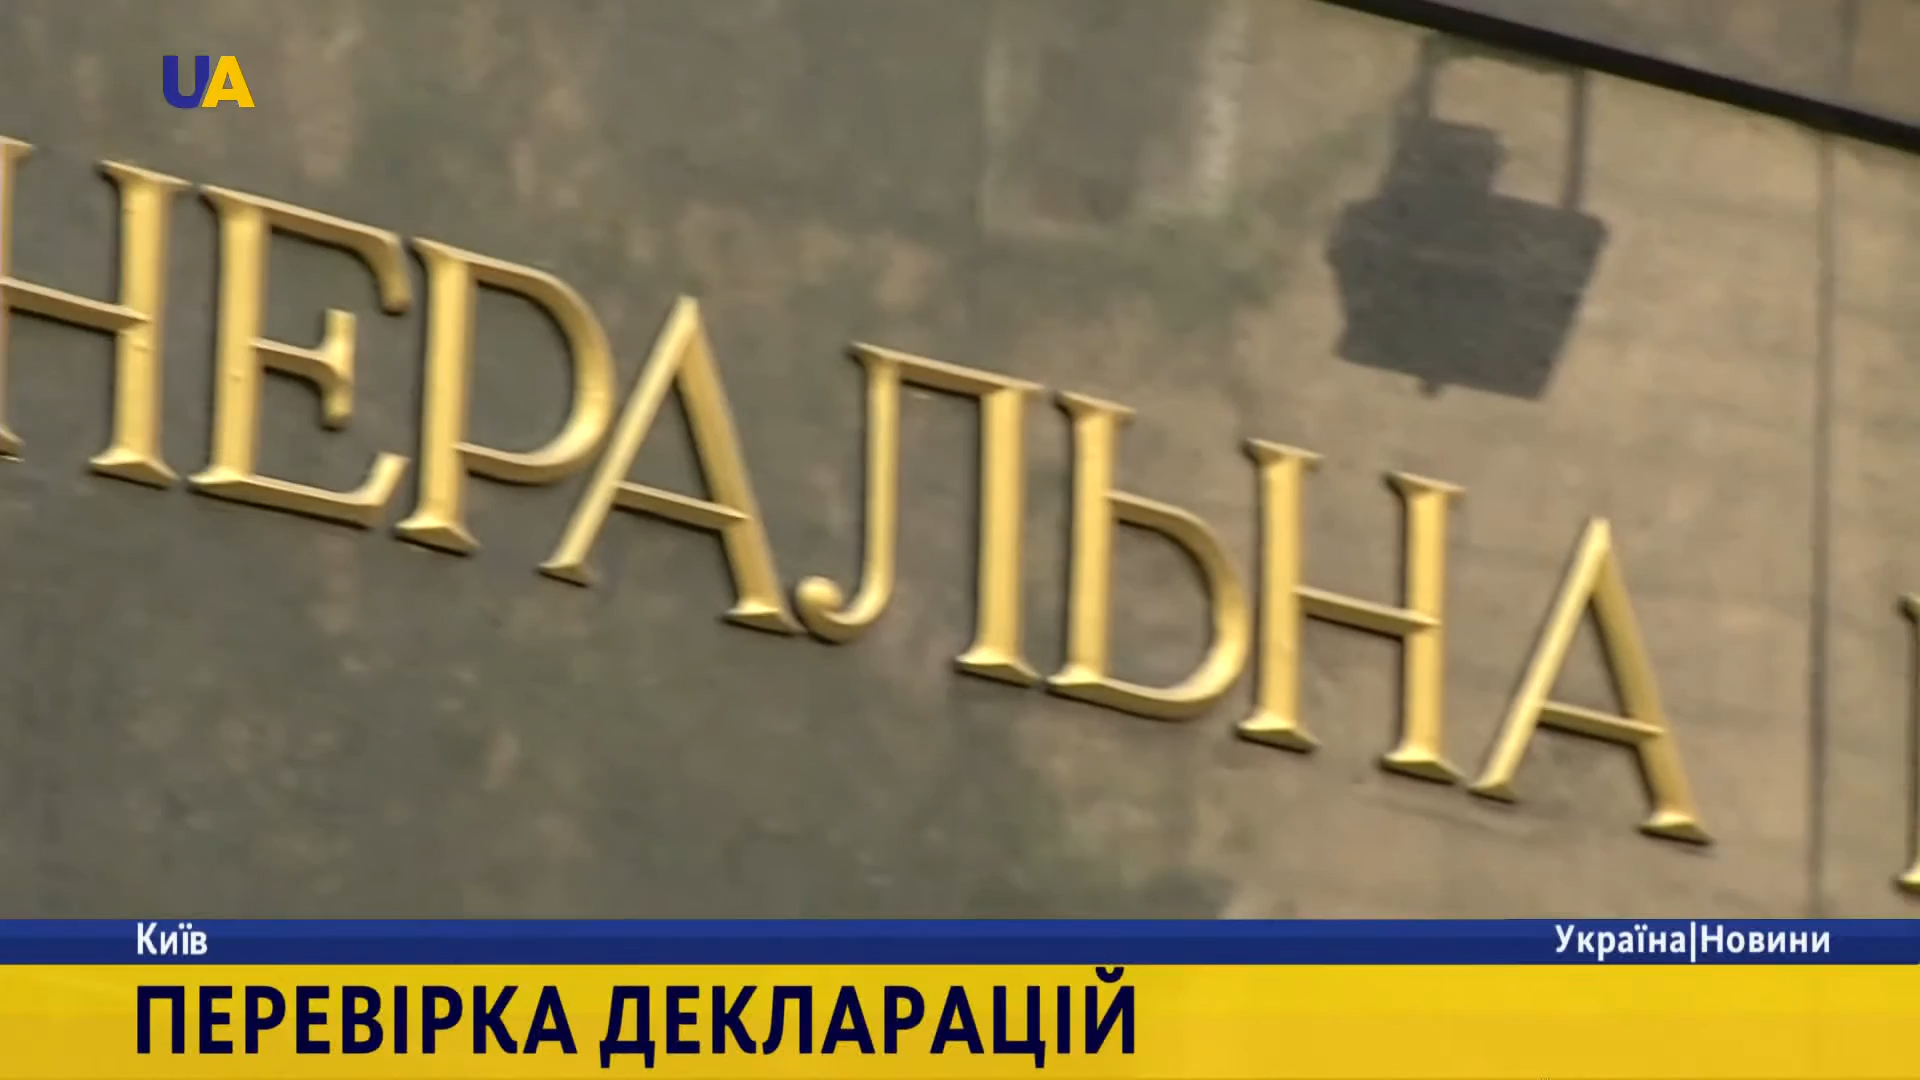 UA
НЕРАЛЬНА
Київ
Україна|Новини
ПЕРЕВІРКА ДЕКЛАРАЦІЙ